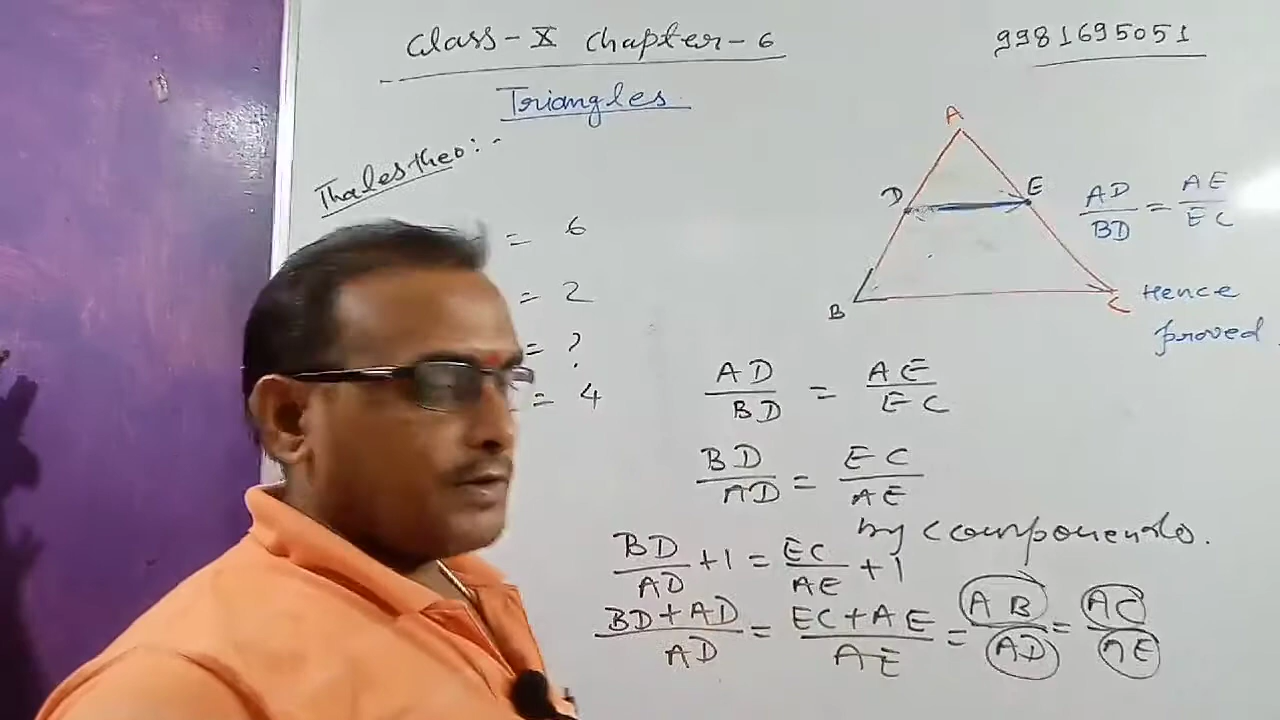 Class - X Chapter - 6
9981695051
Triangles
Thales theo :-
= 6
= 2
= ?
= 4
A
D
E
B
C
AD/BD = AE/EC
Hence
proved.
AD/BD = AE/EC
BD/AD = EC/AE
by componendo.
BD/AD + 1 = EC/AE + 1
BD+AD/AD = EC+AE/AE = AB/AD = AC/AE